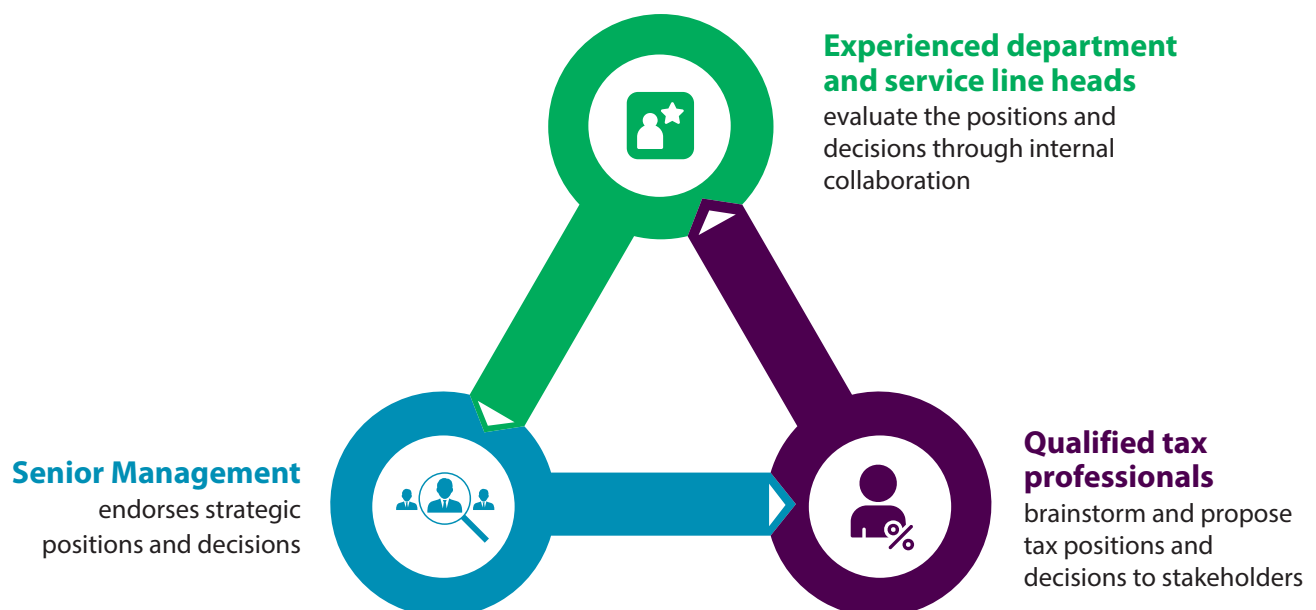 Experienced department
and service line heads
evaluate the positions and
decisions through internal
collaboration
Senior Management
endorses strategic
positions and decisions
Qualified tax
professionals
brainstorm and propose
tax positions and
decisions to stakeholders